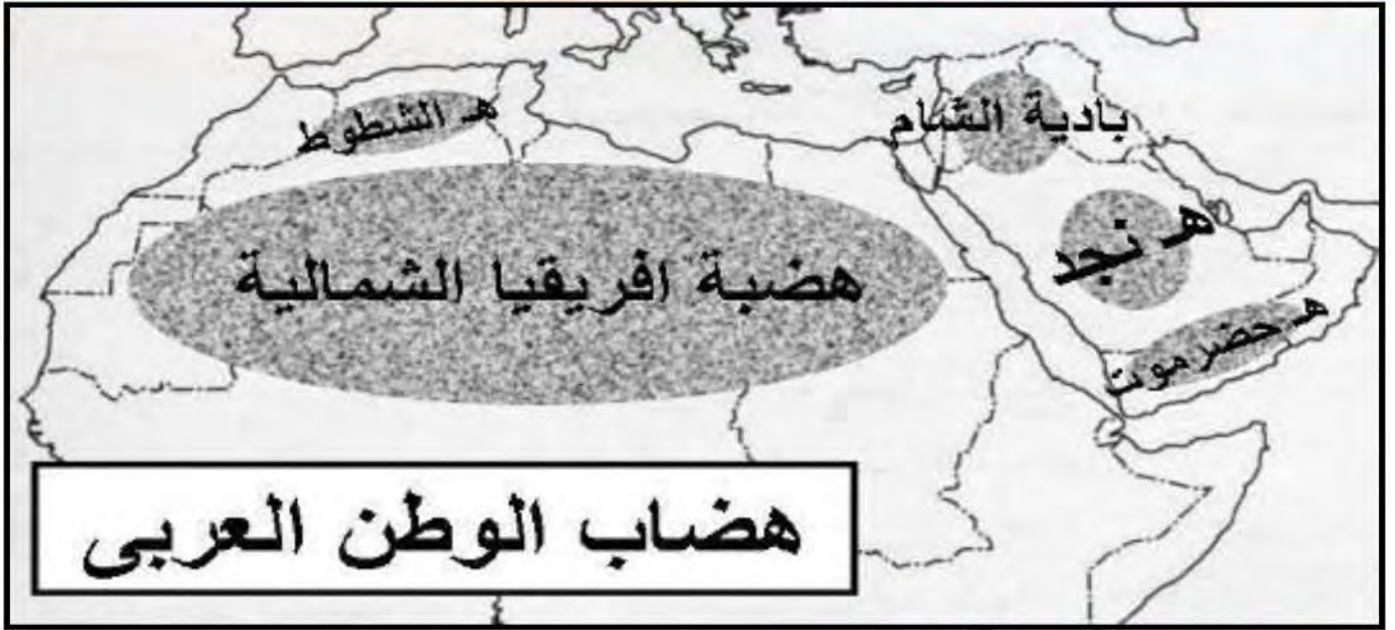 هـ الشطوط
بادية الشام
هـ نجد
هضبة افريقيا الشمالية
هـ حضرموت
هضاب الوطن العربى